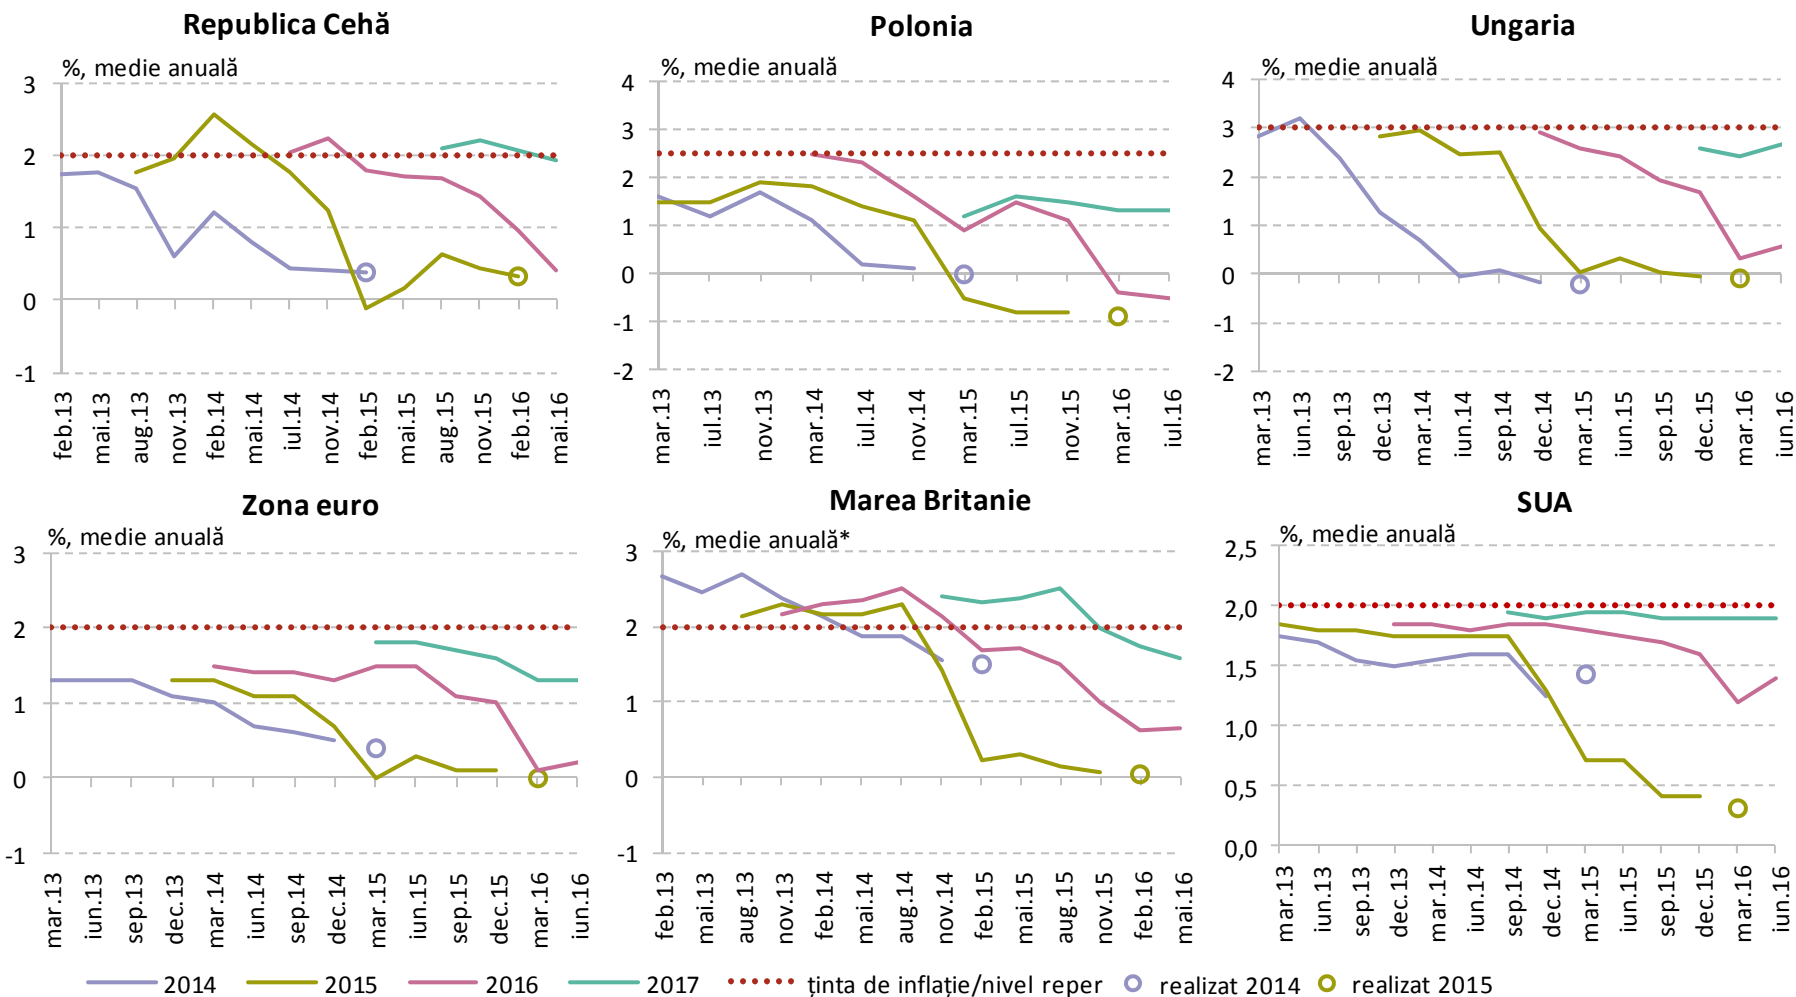 Republica Cehă
%, medie anuală
3
2
1
0
-1
feb.13
mai.13
aug.13
nov.13
feb.14
mai.14
iul.14
nov.14
feb.15
mai.15
aug.15
nov.15
feb.16
mai.16
Polonia
%, medie anuală
4
3
2
1
0
-1
-2
mar.13
iul.13
nov.13
mar.14
iul.14
nov.14
mar.15
iul.15
nov.15
mar.16
iul.16
Ungaria
%, medie anuală
4
3
2
1
0
-1
-2
mar.13
iun.13
sep.13
dec.13
mar.14
iun.14
sep.14
dec.14
mar.15
iun.15
sep.15
dec.15
mar.16
iun.16
Zona euro
%, medie anuală
3
2
1
0
-1
mar.13
iun.13
sep.13
dec.13
mar.14
iun.14
sep.14
dec.14
mar.15
iun.15
sep.15
dec.15
mar.16
iun.16
Marea Britanie
%, medie anuală*
3
2
1
0
-1
feb.13
mai.13
aug.13
nov.13
feb.14
mai.14
aug.14
nov.14
feb.15
mai.15
aug.15
nov.15
feb.16
mai.16
SUA
%, medie anuală
2,5
2,0
1,5
1,0
0,5
0,0
mar.13
iun.13
sep.13
dec.13
mar.14
iun.14
sep.14
dec.14
mar.15
iun.15
sep.15
dec.15
mar.16
iun.16
2014 2015 2016 2017 ținta de inflație/nivel reper realizat 2014 realizat 2015